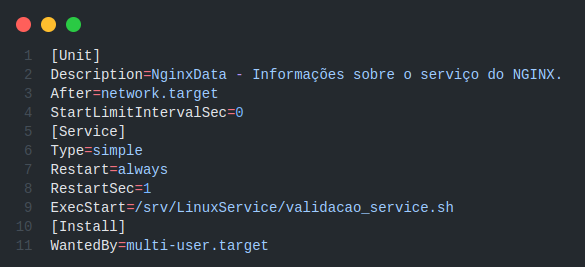 1 [Unit]
2 Description=NginxData - Informações sobre o serviço do NGINX.
3 After=network.target
4 StartLimitIntervalSec=0
5 [Service]
6 Type=simple
7 Restart=always
8 RestartSec=1
9 ExecStart=/srv/LinuxService/validacao_service.sh
10 [Install]
11 WantedBy=multi-user.target